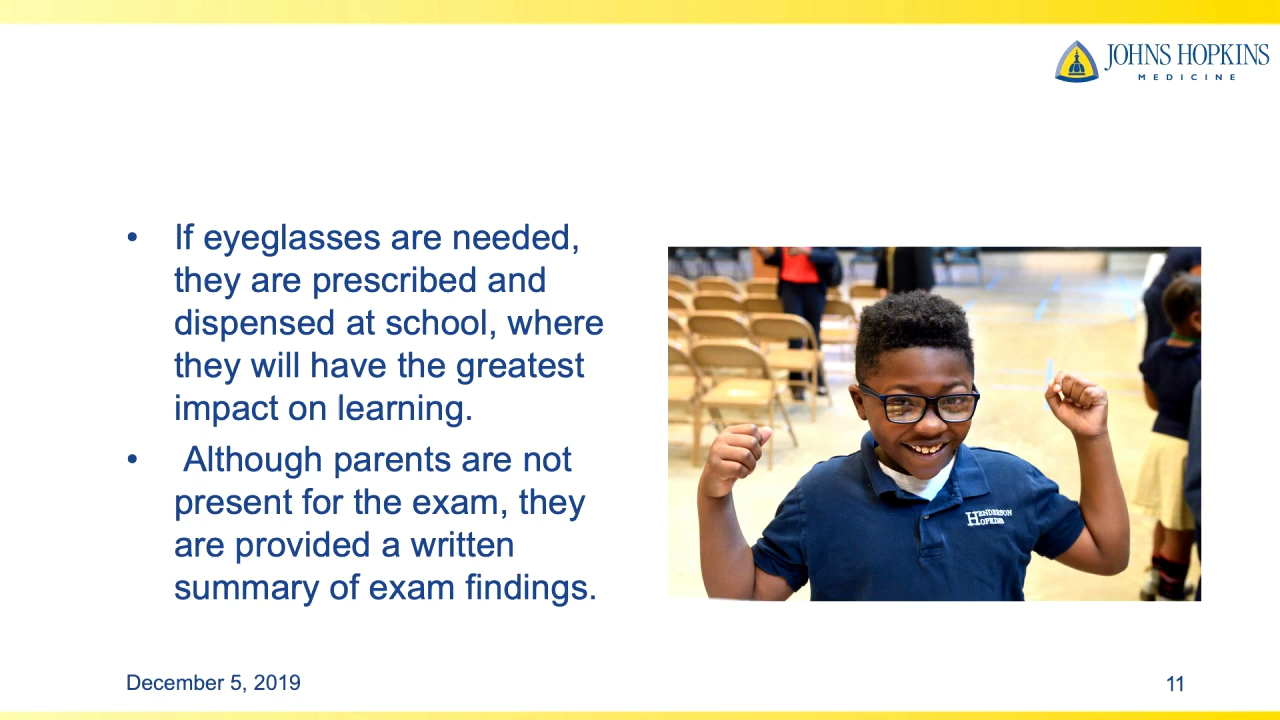 JOHNS HOPKINS
MEDICINE
• If eyeglasses are needed,
they are prescribed and
dispensed at school, where
they will have the greatest
impact on learning.
• Although parents are not
present for the exam, they
are provided a written
summary of exam findings.
HENDERSON
HOPKINS
December 5, 2019
11